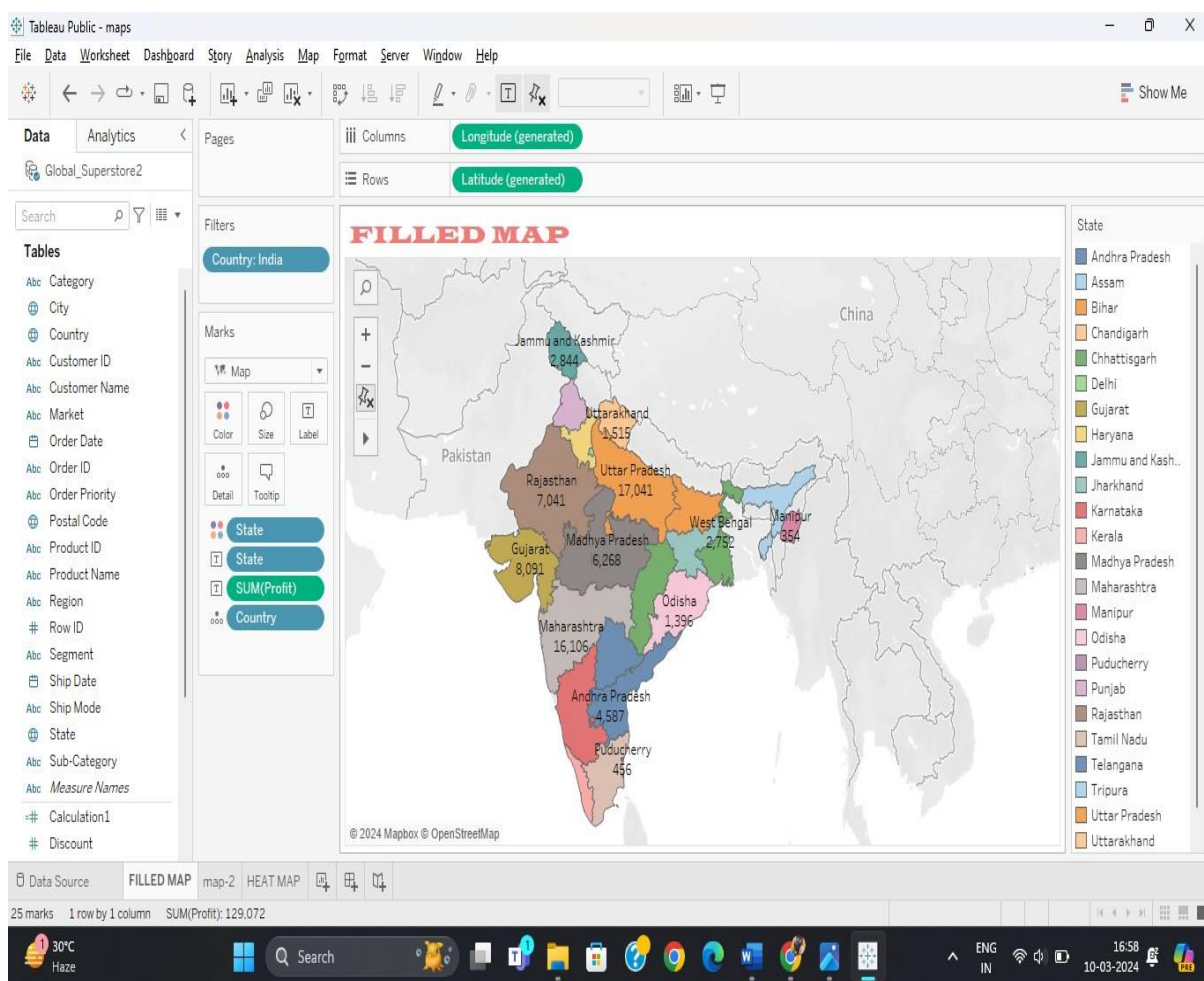 Tableau Public - maps
File Data Worksheet Dashboard Story Analysis Map Format Server Window Help
Show Me
Data Analytics
Global_Superstore2
Search
Tables
Abc Category
City
Country
Abc Customer ID
Abc Customer Name
Abc Market
Order Date
Abc Order ID
Abc Order Priority
Postal Code
Abc Product ID
Abc Product Name
Abc Region
# Row ID
Abc Segment
Ship Date
Abc Ship Mode
State
Abc Sub-Category
Abc Measure Names
=# Calculation1
# Discount
Pages
Filters
Country: India
Marks
Map
Color Size Label
Detail Tooltip
State
State
SUM(Profit)
Country
Columns Longitude (generated)
Rows Latitude (generated)
FILLED MAP
China
Pakistan
Jammu and Kashmir
2,844
Uttarakhand
1,515
Uttar Pradesh
17,041
Rajasthan
7,041
West Bengal
2,752
Manipur
354
Madhya Pradesh
6,268
Gujarat
8,091
Odisha
1,396
Maharashtra
16,106
Andhra Pradesh
4,587
Puducherry
456
© 2024 Mapbox © OpenStreetMap
State
Andhra Pradesh
Assam
Bihar
Chandigarh
Chhattisgarh
Delhi
Gujarat
Haryana
Jammu and Kash..
Jharkhand
Karnataka
Kerala
Madhya Pradesh
Maharashtra
Manipur
Odisha
Puducherry
Punjab
Rajasthan
Tamil Nadu
Telangana
Tripura
Uttar Pradesh
Uttarakhand
Data Source FILLED MAP map-2 HEAT MAP
25 marks 1 row by 1 column SUM(Profit): 129,072
1
30°C
Haze
Search
1
ENG
IN
16:58
10-03-2024
PRE